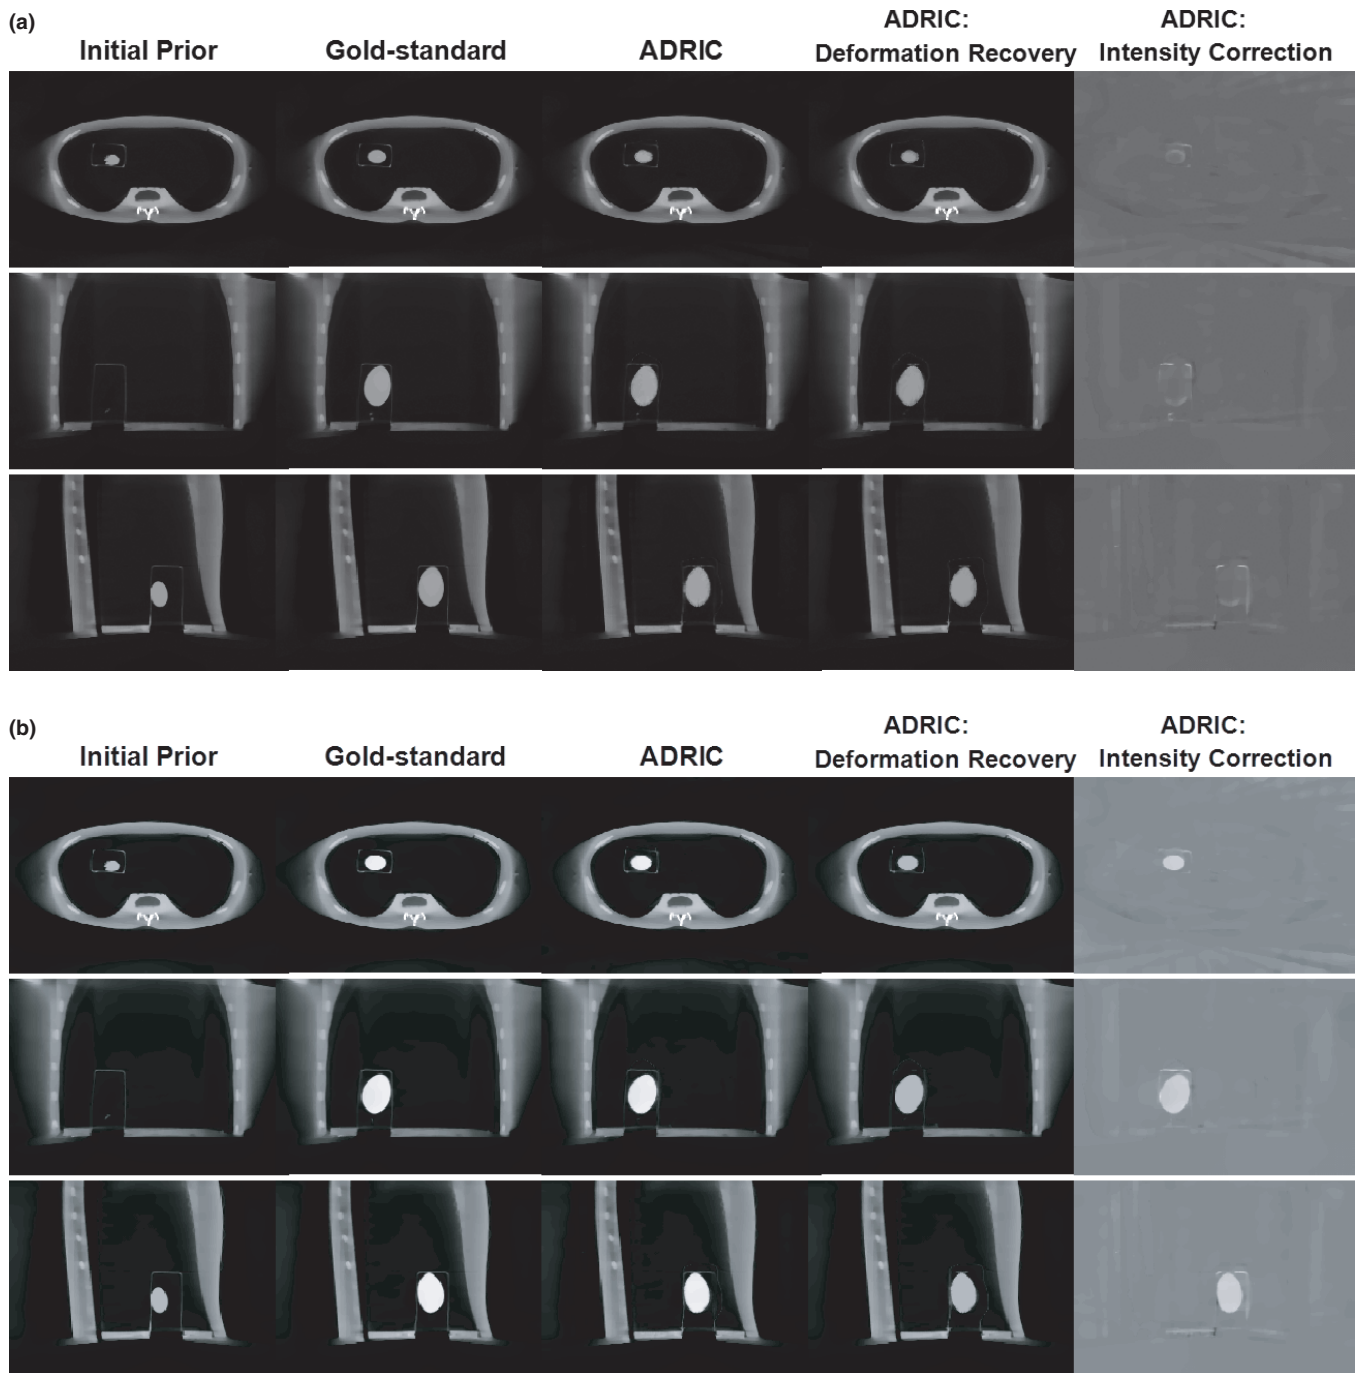 (a)
Initial Prior
Gold-standard
ADRIC
ADRIC:
Deformation Recovery
ADRIC:
Intensity Correction
(b)
Initial Prior
Gold-standard
ADRIC
ADRIC:
Deformation Recovery
ADRIC:
Intensity Correction